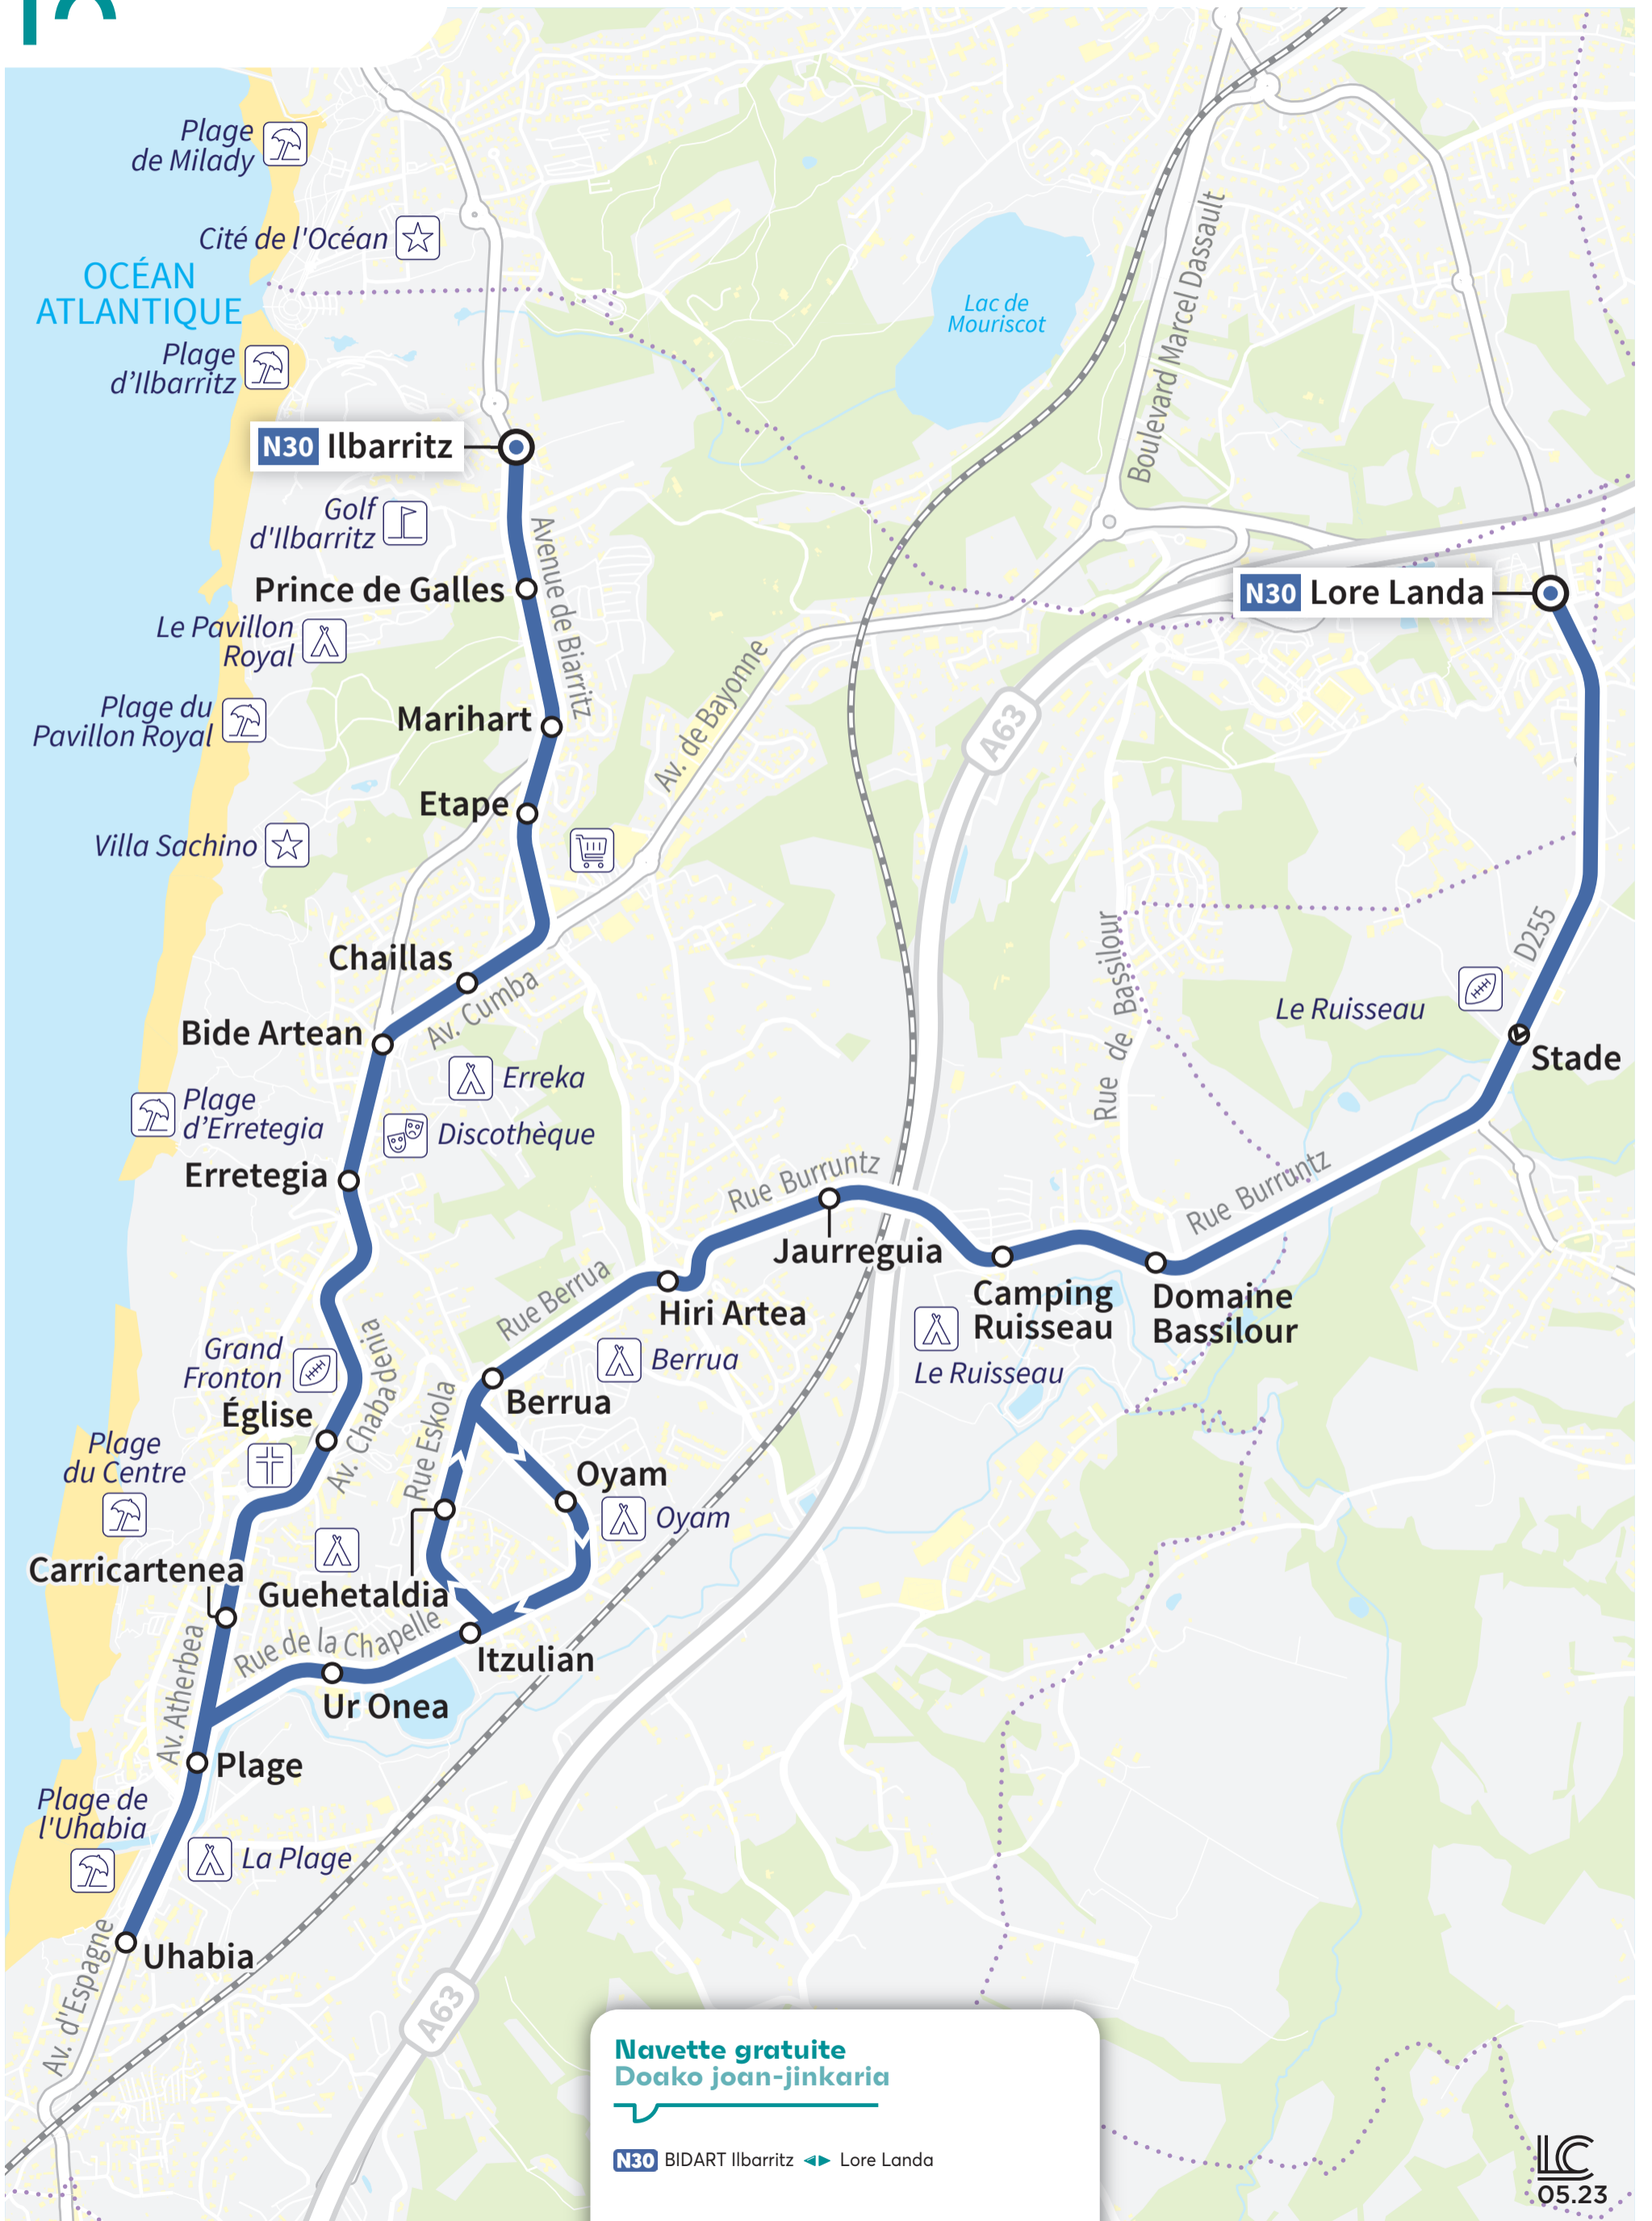 Plage
de Milady
Cité de l'Océan
OCÉAN
ATLANTIQUE
Plage
d'Ilbarritz
Lac de
Mouriscot
Boulevard Marcel Dassault
N30 Ilbarritz
Golf
d'Ilbarritz
Avenue de Biarritz
Prince de Galles
N30 Lore Landa
Le Pavillon
Royal
Plage du
Pavillon Royal
Marihart
Av. de Bayonne
A63
Etape
Villa Sachino
Chaillas
Av. Cumba
Bide Artean
Rue de Bassilour
D255
Le Ruisseau
Stade
Erreka
Plage
d'Erretegia
Discothèque
Erretegia
Rue Burruntz
Jaurreguia
Rue Burruntz
Camping
Ruisseau
Domaine
Bassilour
Le Ruisseau
Rue Berrua
Hiri Artea
Berrua
Grand
Fronton
Av. Chabadenia
Église
Rue Eskola
Berrua
Plage
du Centre
Oyam
Oyam
Carricartenea
Guehetaldia
Rue de la Chapelle
Itzulian
Av. Atherbea
Ur Onea
Plage
Plage de
l'Uhabia
La Plage
Av. d'Espagne
Uhabia
A63
Navette gratuite
Doako joan-jinkaria
N30 BIDART Ilbarritz Lore Landa
LC
05.23